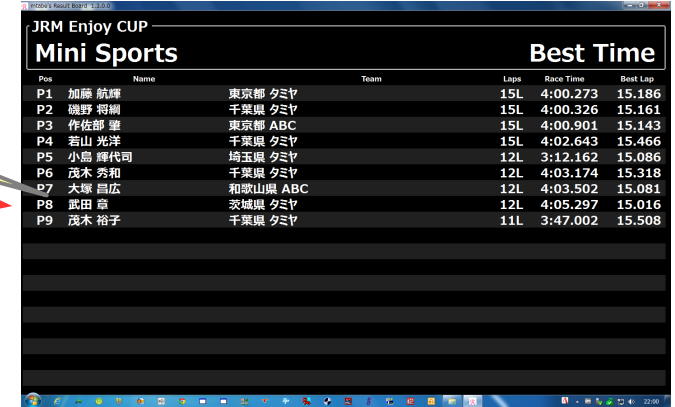 mtabe's Result Board 1.3.0.0
JRM Enjoy CUP
Mini Sports Best Time
Pos Name Team Laps Race Time Best Lap
P1 加藤 航輝 東京都 タミヤ 15L 4:00.273 15.186
P2 磯野 将綱 千葉県 タミヤ 15L 4:00.326 15.161
P3 作佐部 肇 東京都 ABC 15L 4:00.901 15.143
P4 若山 光洋 千葉県 タミヤ 15L 4:02.643 15.466
P5 小島 輝代司 埼玉県 タミヤ 12L 3:12.162 15.086
P6 茂木 秀和 千葉県 タミヤ 12L 4:03.174 15.318
P7 大塚 昌広 和歌山県 ABC 12L 4:03.502 15.081
P8 武田 章 茨城県 タミヤ 12L 4:05.297 15.016
P9 茂木 裕子 千葉県 タミヤ 11L 3:47.002 15.508
22:00